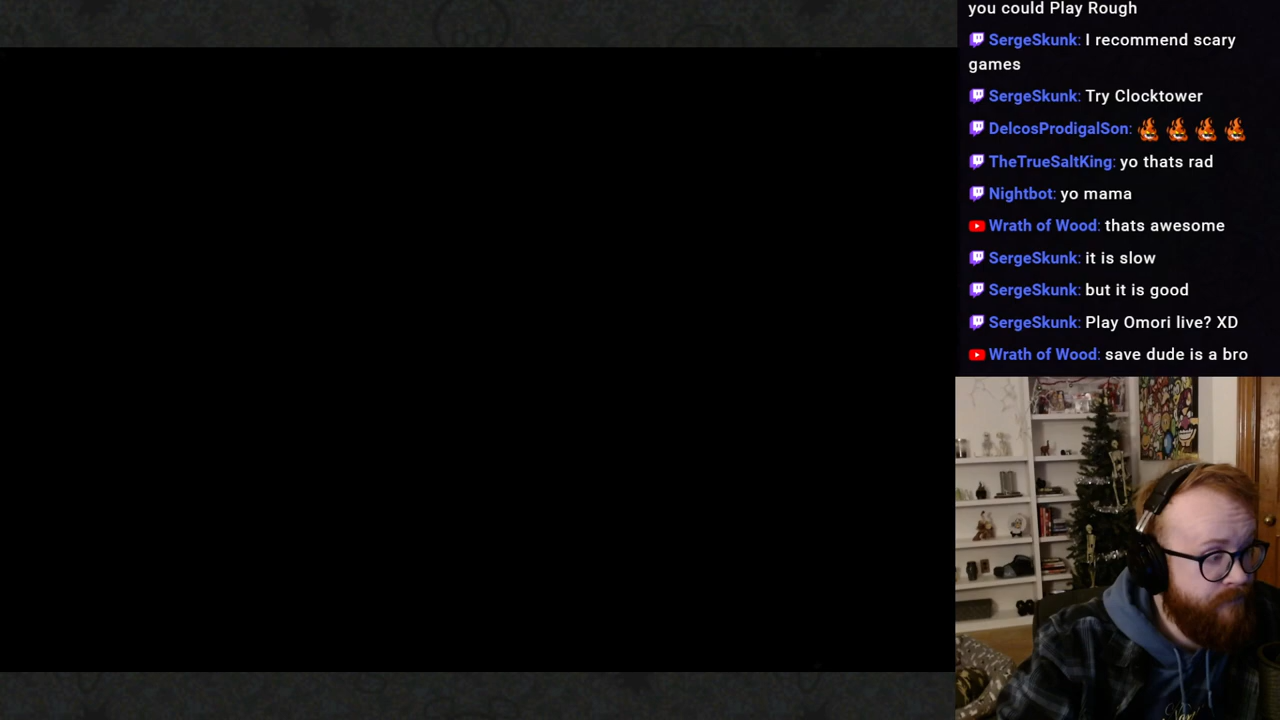 you could Play Rough
SergeSkunk: I recommend scary
games
SergeSkunk: Try Clocktower
DelcosProdigalSon:
TheTrueSaltKing: yo thats rad
Nightbot: yo mama
Wrath of Wood: thats awesome
SergeSkunk: it is slow
SergeSkunk: but it is good
SergeSkunk: Play Omori live? XD
Wrath of Wood: save dude is a bro